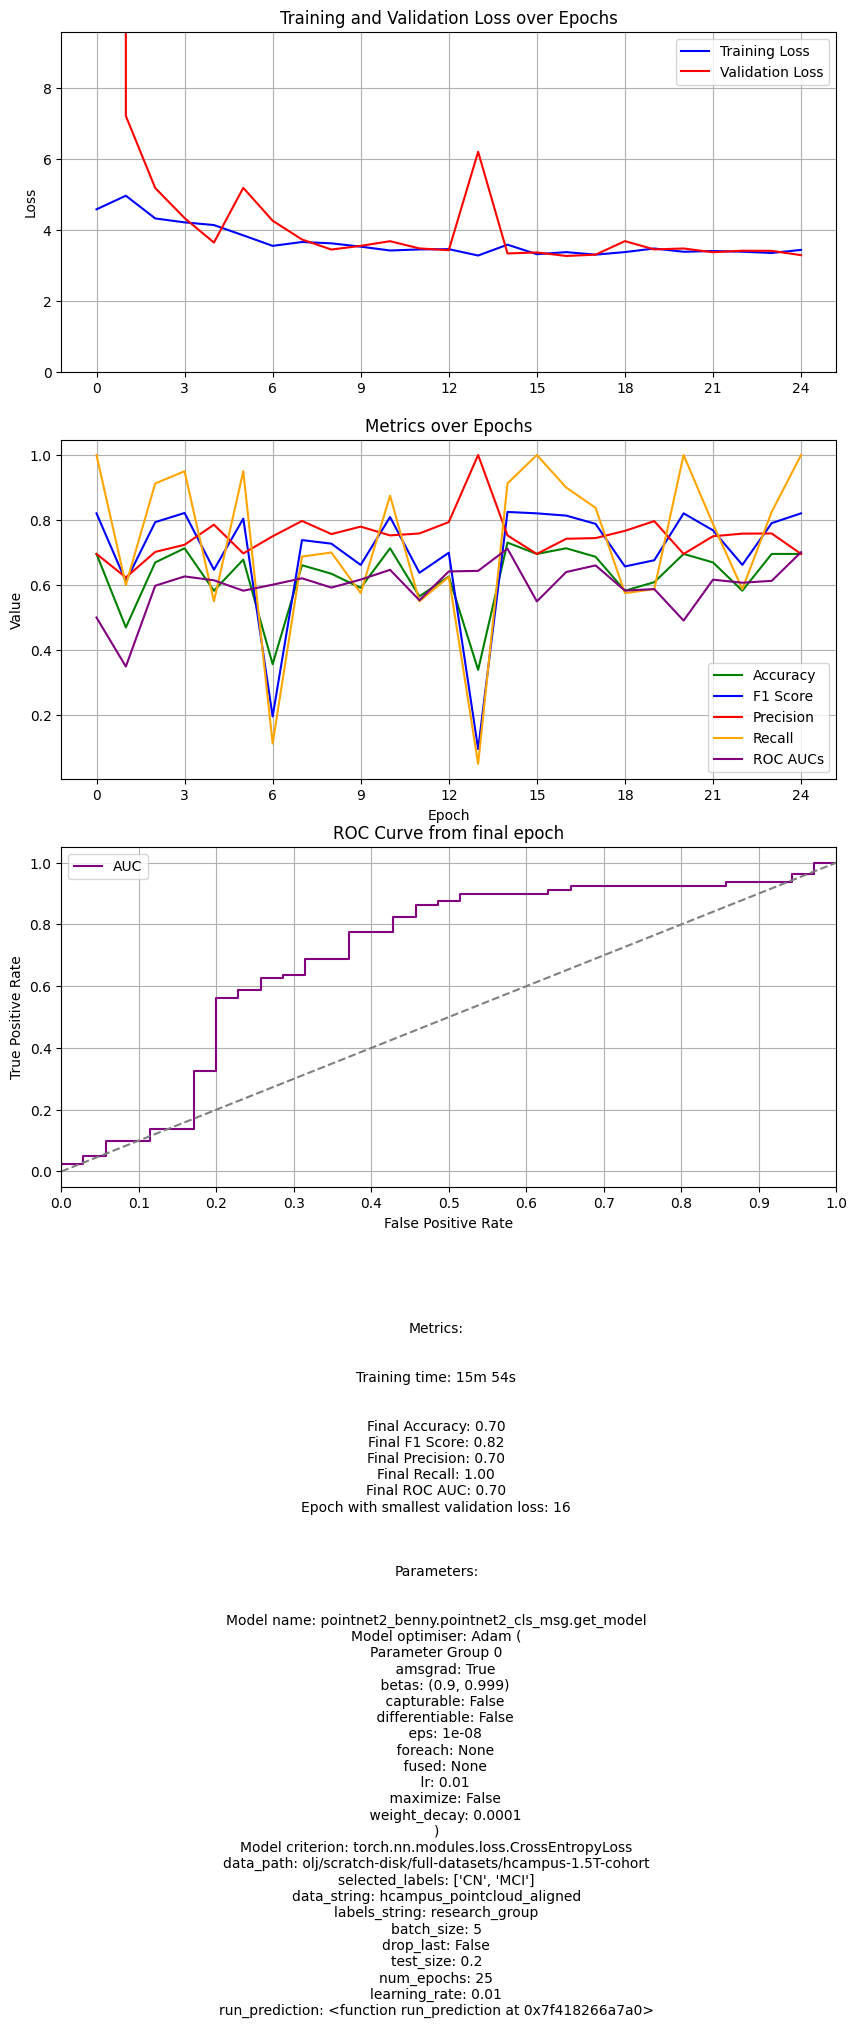 Training and Validation Loss over Epochs
Training Loss
Validation Loss
Loss
8
6
4
2
0
0 3 6 9 12 15 18 21 24
Metrics over Epochs
Value
1.0
0.8
0.6
0.4
0.2
Accuracy
F1 Score
Precision
Recall
ROC AUCs
0 3 6 9 12 15 18 21 24
Epoch
ROC Curve from final epoch
AUC
True Positive Rate
1.0
0.8
0.6
0.4
0.2
0.0
0.0 0.1 0.2 0.3 0.4 0.5 0.6 0.7 0.8 0.9 1.0
False Positive Rate
Metrics:
Training time: 15m 54s
Final Accuracy: 0.70
Final F1 Score: 0.82
Final Precision: 0.70
Final Recall: 1.00
Final ROC AUC: 0.70
Epoch with smallest validation loss: 16
Parameters:
Model name: pointnet2_benny.pointnet2_cls_msg.get_model
Model optimiser: Adam (
Parameter Group 0
amsgrad: True
betas: (0.9, 0.999)
capturable: False
differentiable: False
eps: 1e-08
foreach: None
fused: None
lr: 0.01
maximize: False
weight_decay: 0.0001
)
Model criterion: torch.nn.modules.loss.CrossEntropyLoss
data_path: olj/scratch-disk/full-datasets/hcampus-1.5T-cohort
selected_labels: ['CN', 'MCI']
data_string: hcampus_pointcloud_aligned
labels_string: research_group
batch_size: 5
drop_last: False
test_size: 0.2
num_epochs: 25
learning_rate: 0.01
run_prediction: <function run_prediction at 0x7f418266a7a0>